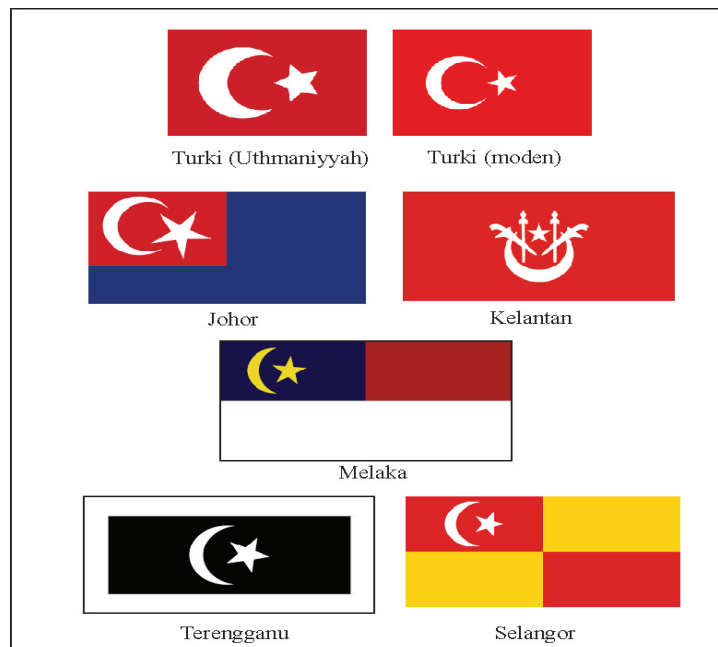 Turki (Uthmaniyyah)
Turki (moden)
Johor
Kelantan
Melaka
Terengganu
Selangor